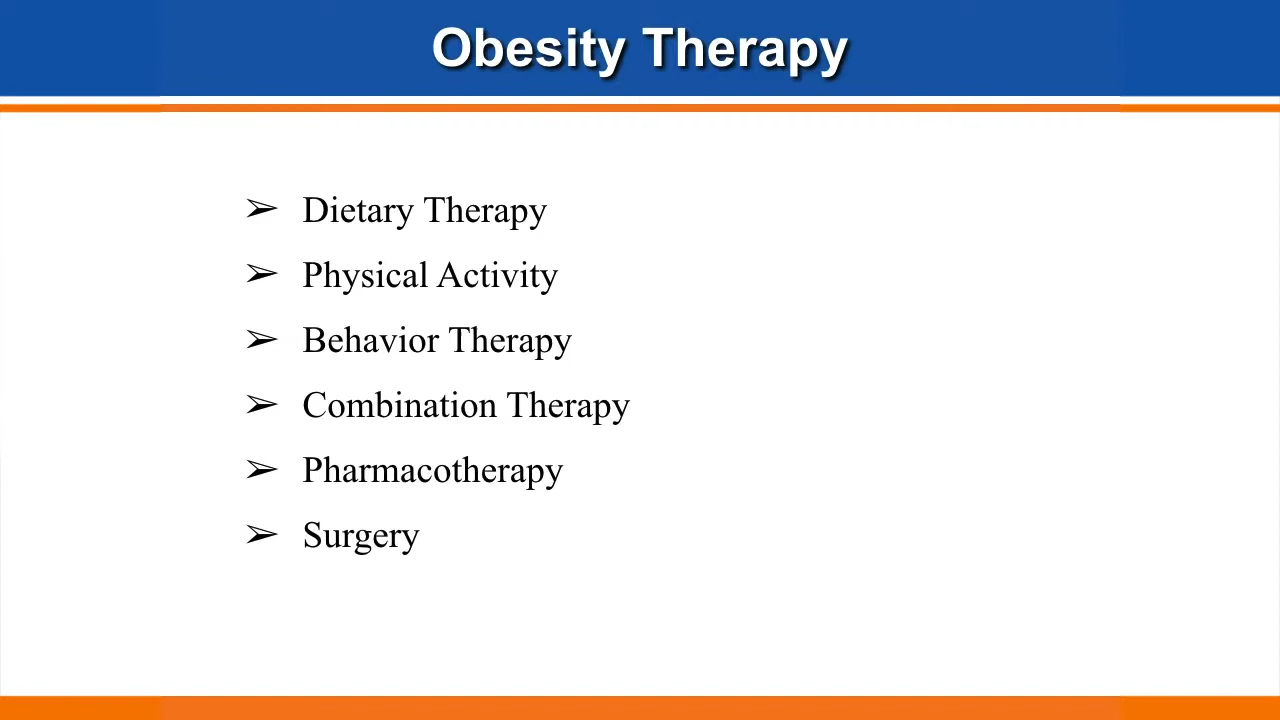 Obesity Therapy
➢ Dietary Therapy
➢ Physical Activity
➢ Behavior Therapy
➢ Combination Therapy
➢ Pharmacotherapy
➢ Surgery